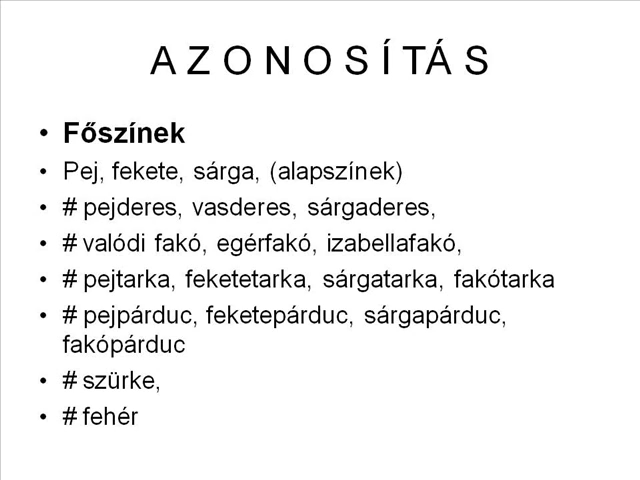 A Z O N O S Í T Á S
• Főszínek
• Pej, fekete, sárga, (alapszínek)
• # pejderes, vasderes, sárgaderes,
• # valódi fakó, egérfakó, izabellafakó,
• # pejtarka, feketetarka, sárgatarka, fakótarka
• # pejpárduc, feketepárduc, sárgapárduc,
fakópárduc
• # szürke,
• # fehér